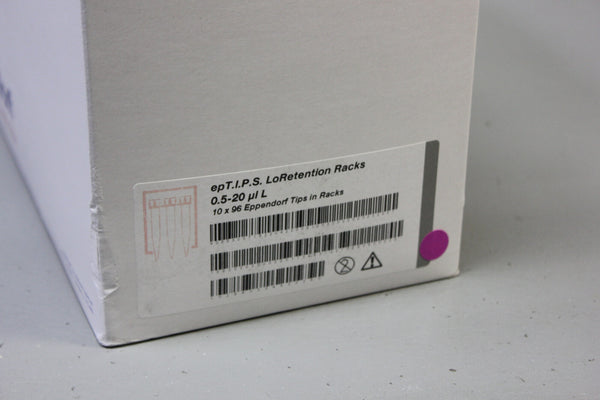 epT.I.P.S. LoRetention Racks
0.5-20 µl L
10 x 96 Eppendorf Tips in Racks